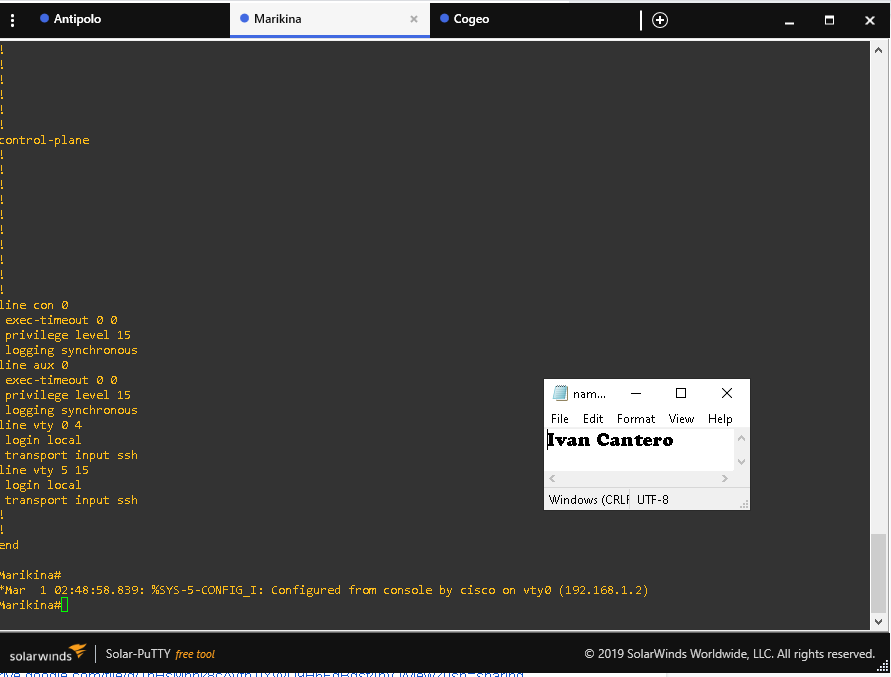 Antipolo
Marikina
Cogeo
!
!
!
!
!
!
control-plane
!
!
!
!
!
!
!
!
!
!
line con 0
exec-timeout 0 0
privilege level 15
logging synchronous
line aux 0
exec-timeout 0 0
privilege level 15
logging synchronous
line vty 0 4
login local
transport input ssh
line vty 5 15
login local
transport input ssh
!
!
end
Marikina#
*Mar  1 02:48:58.839: %SYS-5-CONFIG_I: Configured from console by cisco on vty0 (192.168.1.2)
Marikina#
nam...
File Edit Format View Help
Ivan Cantero
Windows (CRLF UTF-8
solarwinds Solar-PuTTY free tool
© 2019 SolarWinds Worldwide, LLC. All rights reserved.